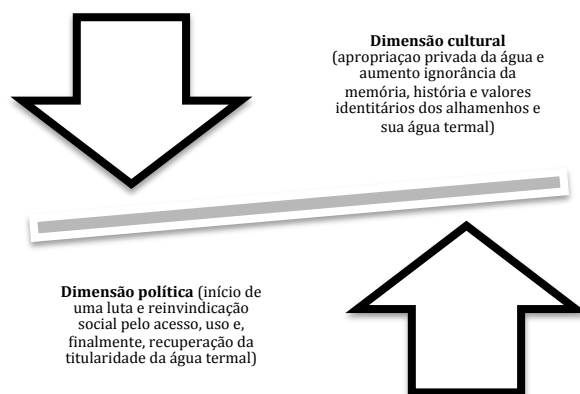 Dimensão cultural
(apropriaçao privada da água e
aumento ignorância da
memória, história e valores
identitários dos alhamenhos e
sua água termal)
Dimensão política (início de
uma luta e reinvindicação
social pelo acesso, uso e,
finalmente, recuperação da
titularidade da água termal)